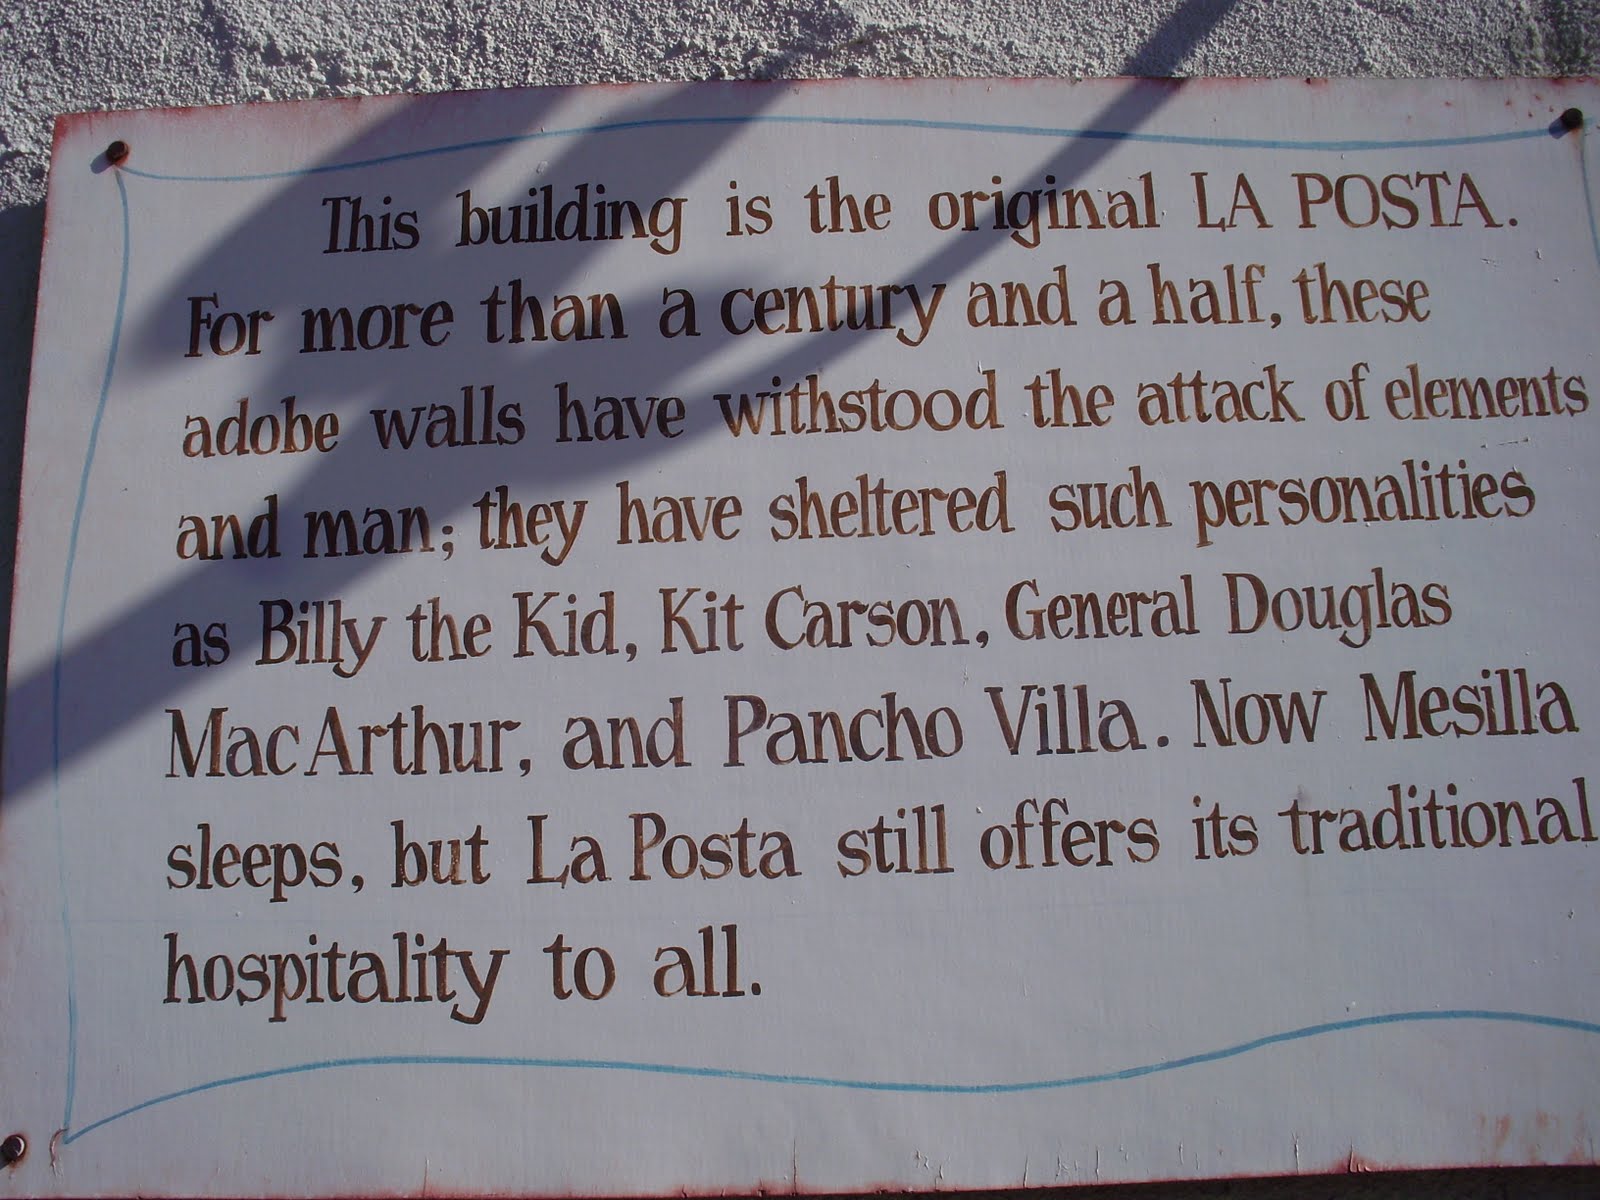 This building is the original LA POSTA.
For more than a century and a half, these
adobe walls have withstood the attack of elements
and man; they have sheltered such personalities
as Billy the Kid, Kit Carson, General Douglas
MacArthur, and Pancho Villa. Now Mesilla
sleeps, but La Posta still offers its traditional
hospitality to all.